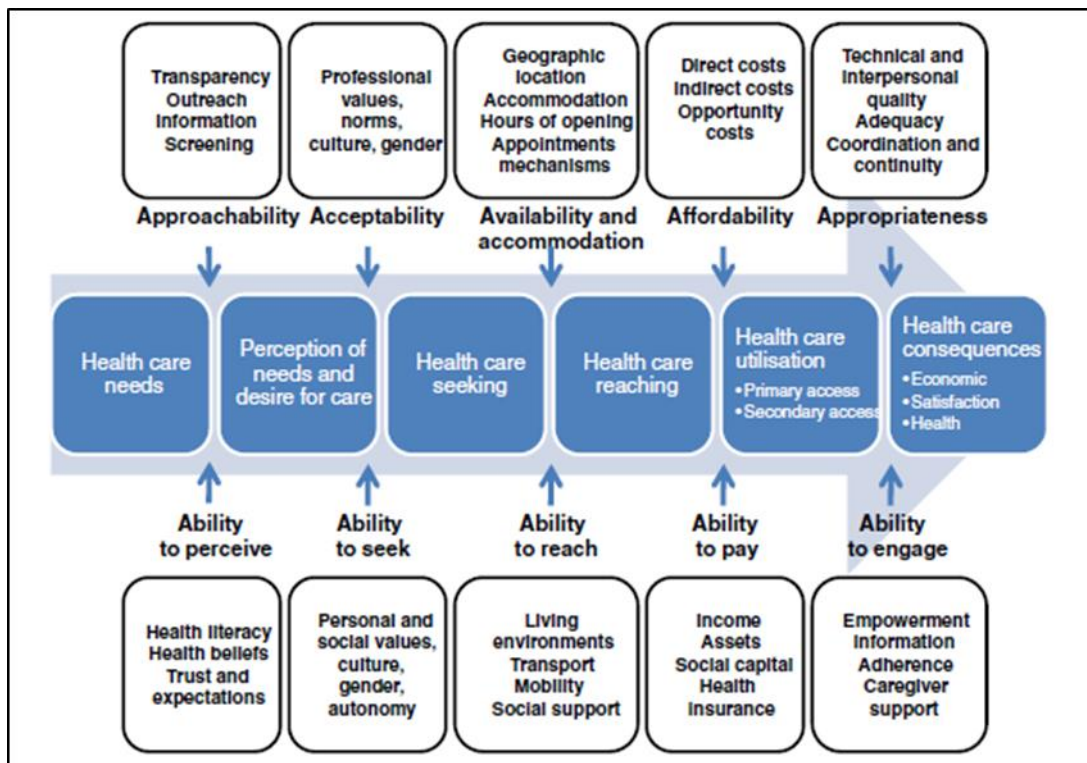 Transparency
Outreach
Information
Screening
Professional
values,
norms,
culture, gender
Geographic
location
Accommodation
Hours of opening
Appointments
mechanisms
Direct costs
Indirect costs
Opportunity
costs
Technical and
interpersonal
quality
Adequacy
Coordination and
continuity
Approachability
Acceptability
Availability and
accommodation
Affordability
Appropriateness
Health care
needs
Perception of
needs and
desire for care
Health care
seeking
Health care
reaching
Health care
utilisation
•Primary access
•Secondary access
Health care
consequences
•Economic
•Satisfaction
•Health
Ability
to perceive
Ability
to seek
Ability
to reach
Ability
to pay
Ability
to engage
Health literacy
Health beliefs
Trust and
expectations
Personal and
social values,
culture,
gender,
autonomy
Living
environments
Transport
Mobility
Social support
Income
Assets
Social capital
Health
insurance
Empowerment
Information
Adherence
Caregiver
support